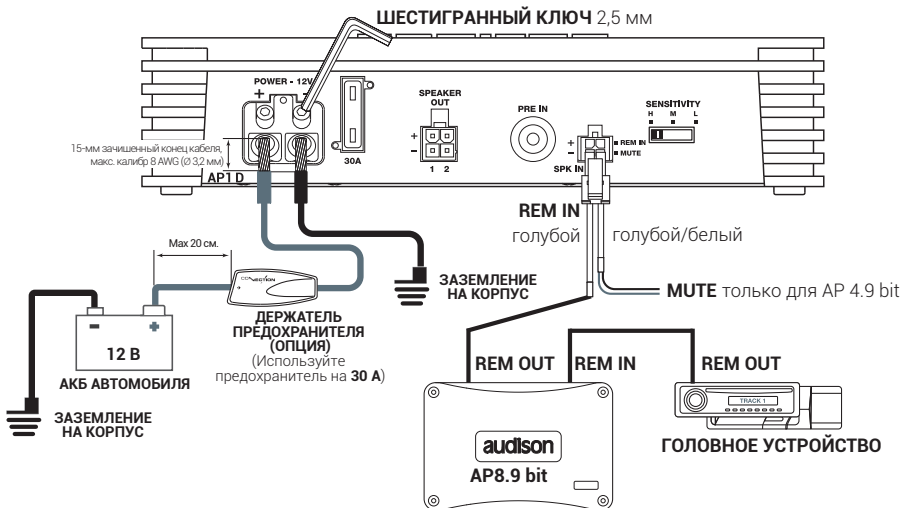 ШЕСТИГРАННЫЙ КЛЮЧ 2,5 мм
POWER - 12V
+ -
30A
SPEAKER
OUT
+
-
1 2
PRE IN
SENSITIVITY
H M L
+
-
REM IN
MUTE
SPK IN
15-мм зачищенный конец кабеля,
макс. калибр 8 AWG (Ø 3,2 мм)
AP1 D
REM IN
голубой
голубой/белый
MUTE только для AP 4.9 bit
Max 20 см.
CONNECTION
ЗАЗЕМЛЕНИЕ
НА КОРПУС
ДЕРЖАТЕЛЬ
ПРЕДОХРАНИТЕЛЯ
(ОПЦИЯ)
(Используйте
предохранитель на 30 А)
- +
12 В
АКБ АВТОМОБИЛЯ
ЗАЗЕМЛЕНИЕ
НА КОРПУС
REM OUT
REM IN
REM OUT
audison
AP8.9 bit
TRACK 1
ГОЛОВНОЕ УСТРОЙСТВО